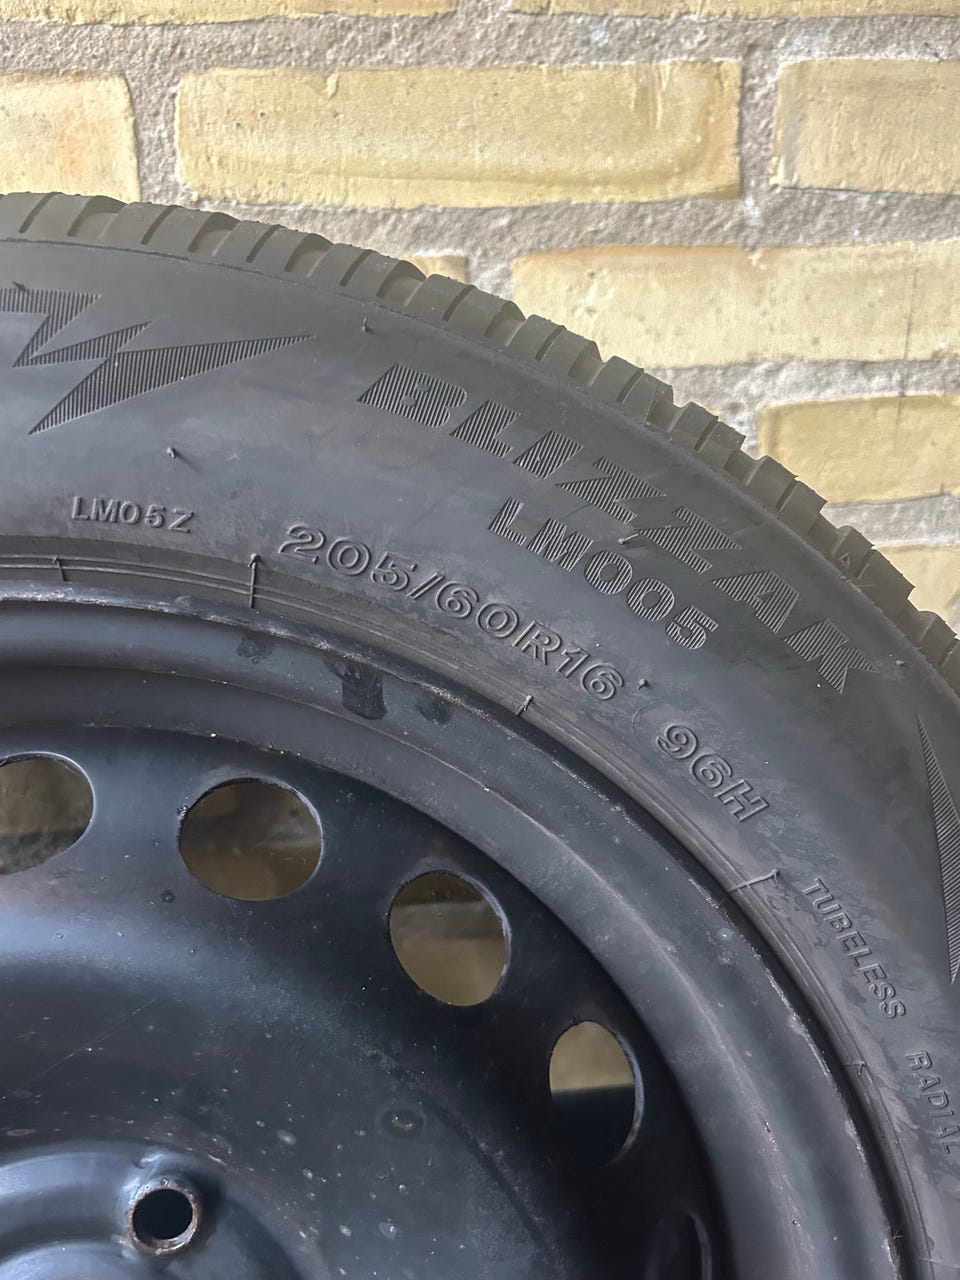 BLIZZAK
LM005
LM05Z
205/60R16 96H
TUBELESS
RADIAL